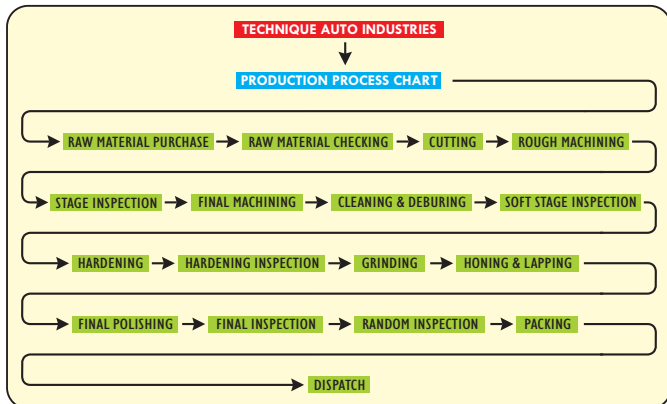 TECHNIQUE AUTO INDUSTRIES
PRODUCTION PROCESS CHART
RAW MATERIAL PURCHASE RAW MATERIAL CHECKING CUTTING ROUGH MACHINING
STAGE INSPECTION FINAL MACHINING CLEANING & DEBURING SOFT STAGE INSPECTION
HARDENING HARDENING INSPECTION GRINDING HONING & LAPPING
FINAL POLISHING FINAL INSPECTION RANDOM INSPECTION PACKING
DISPATCH